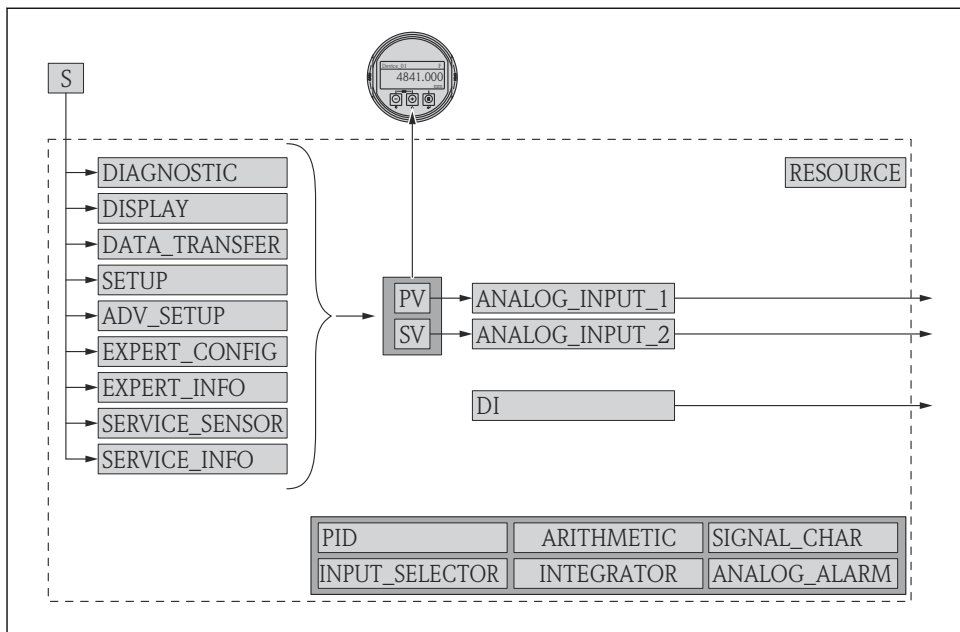 S
Device_01 F
4841.000
mm
DIAGNOSTIC
DISPLAY
DATA_TRANSFER
SETUP
ADV_SETUP
EXPERT_CONFIG
EXPERT_INFO
SERVICE_SENSOR
SERVICE_INFO
RESOURCE
PV
SV
ANALOG_INPUT_1
ANALOG_INPUT_2
DI
PID
ARITHMETIC
SIGNAL_CHAR
INPUT_SELECTOR
INTEGRATOR
ANALOG_ALARM